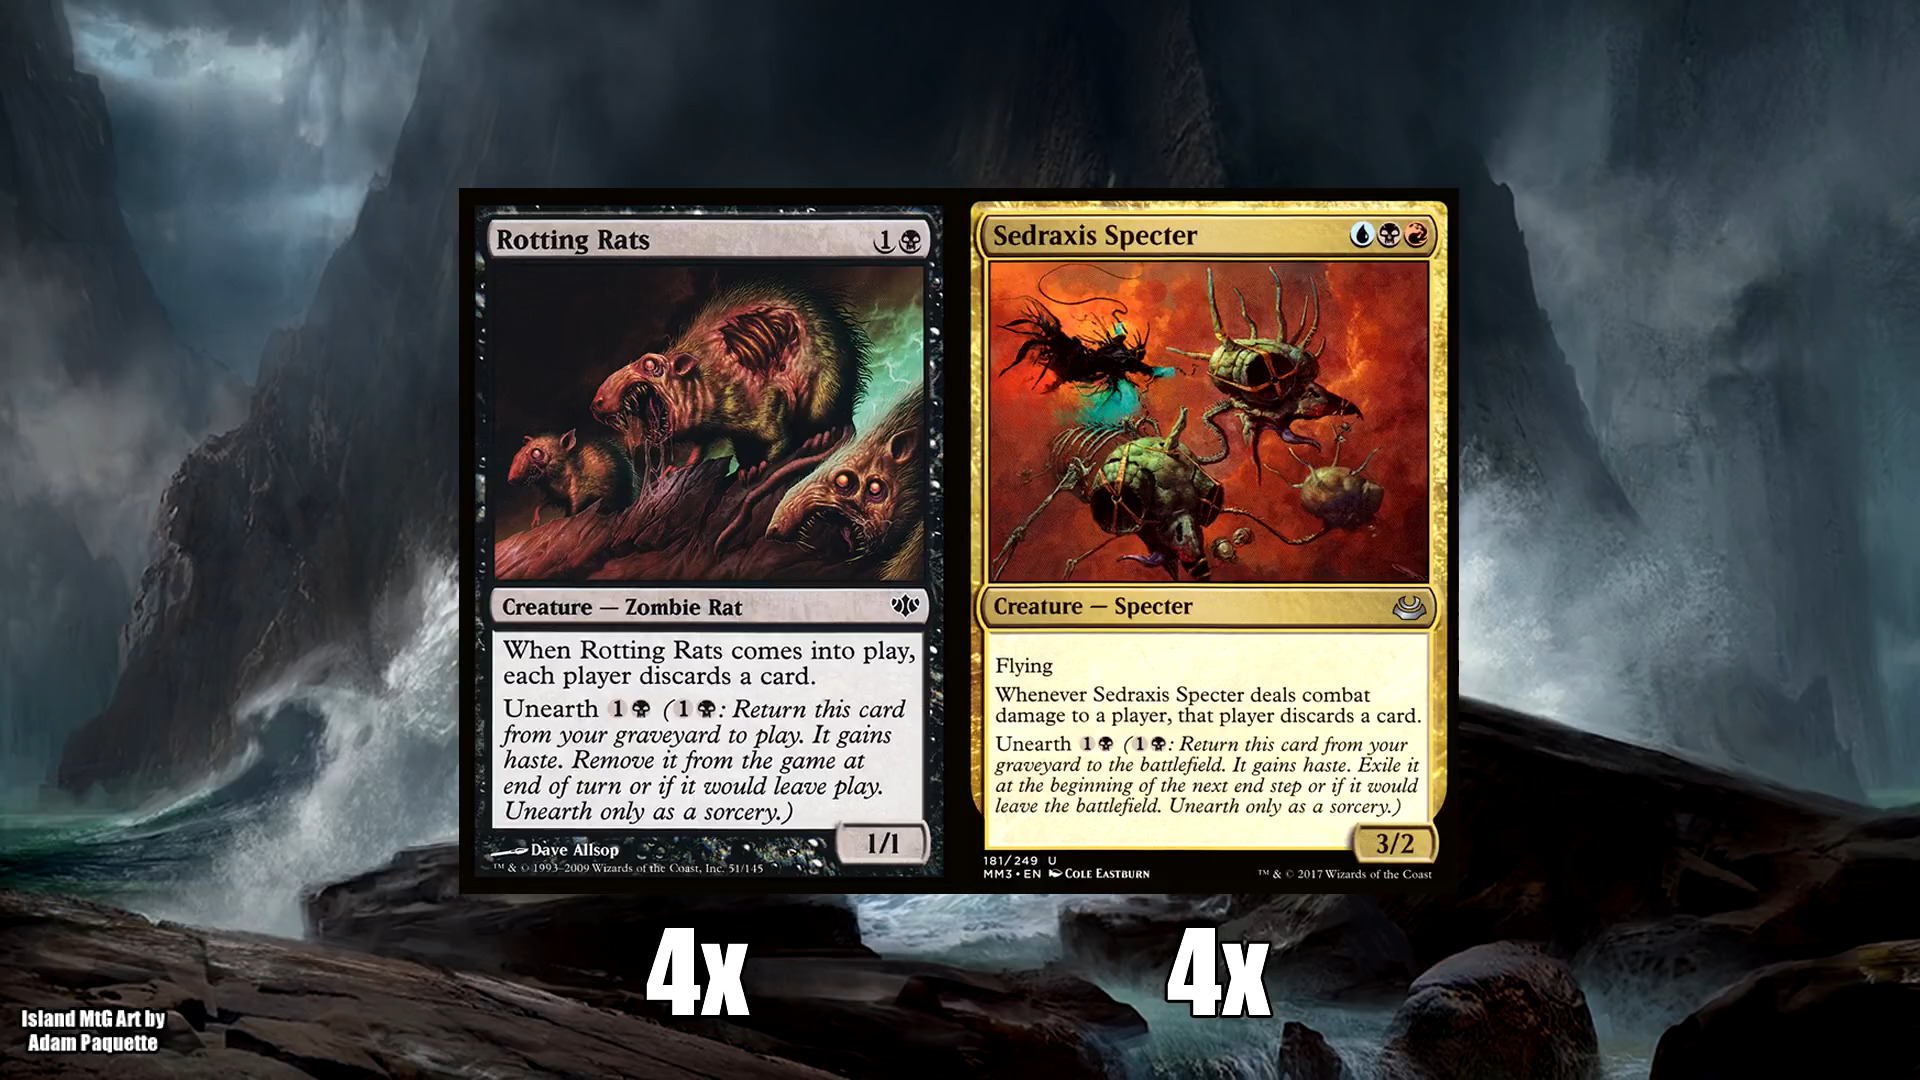 Rotting Rats 1
Creature — Zombie Rat
When Rotting Rats comes into play,
each player discards a card.
Unearth 1 (1 : Return this card
from your graveyard to play. It gains
haste. Remove it from the game at
end of turn or if it would leave play.
Unearth only as a sorcery.)
1/1
Dave Allsop
™ & © 1993–2009 Wizards of the Coast, Inc. 51/145
Sedraxis Specter
Creature — Specter
Flying
Whenever Sedraxis Specter deals combat
damage to a player, that player discards a card.
Unearth 1 (1 : Return this card from your
graveyard to the battlefield. It gains haste. Exile it
at the beginning of the next end step or if it would
leave the battlefield. Unearth only as a sorcery.)
3/2
181/249 U
MM3 • EN Cole Eastburn
™ & © 2017 Wizards of the Coast
4x
4x
Island MtG Art by
Adam Paquette